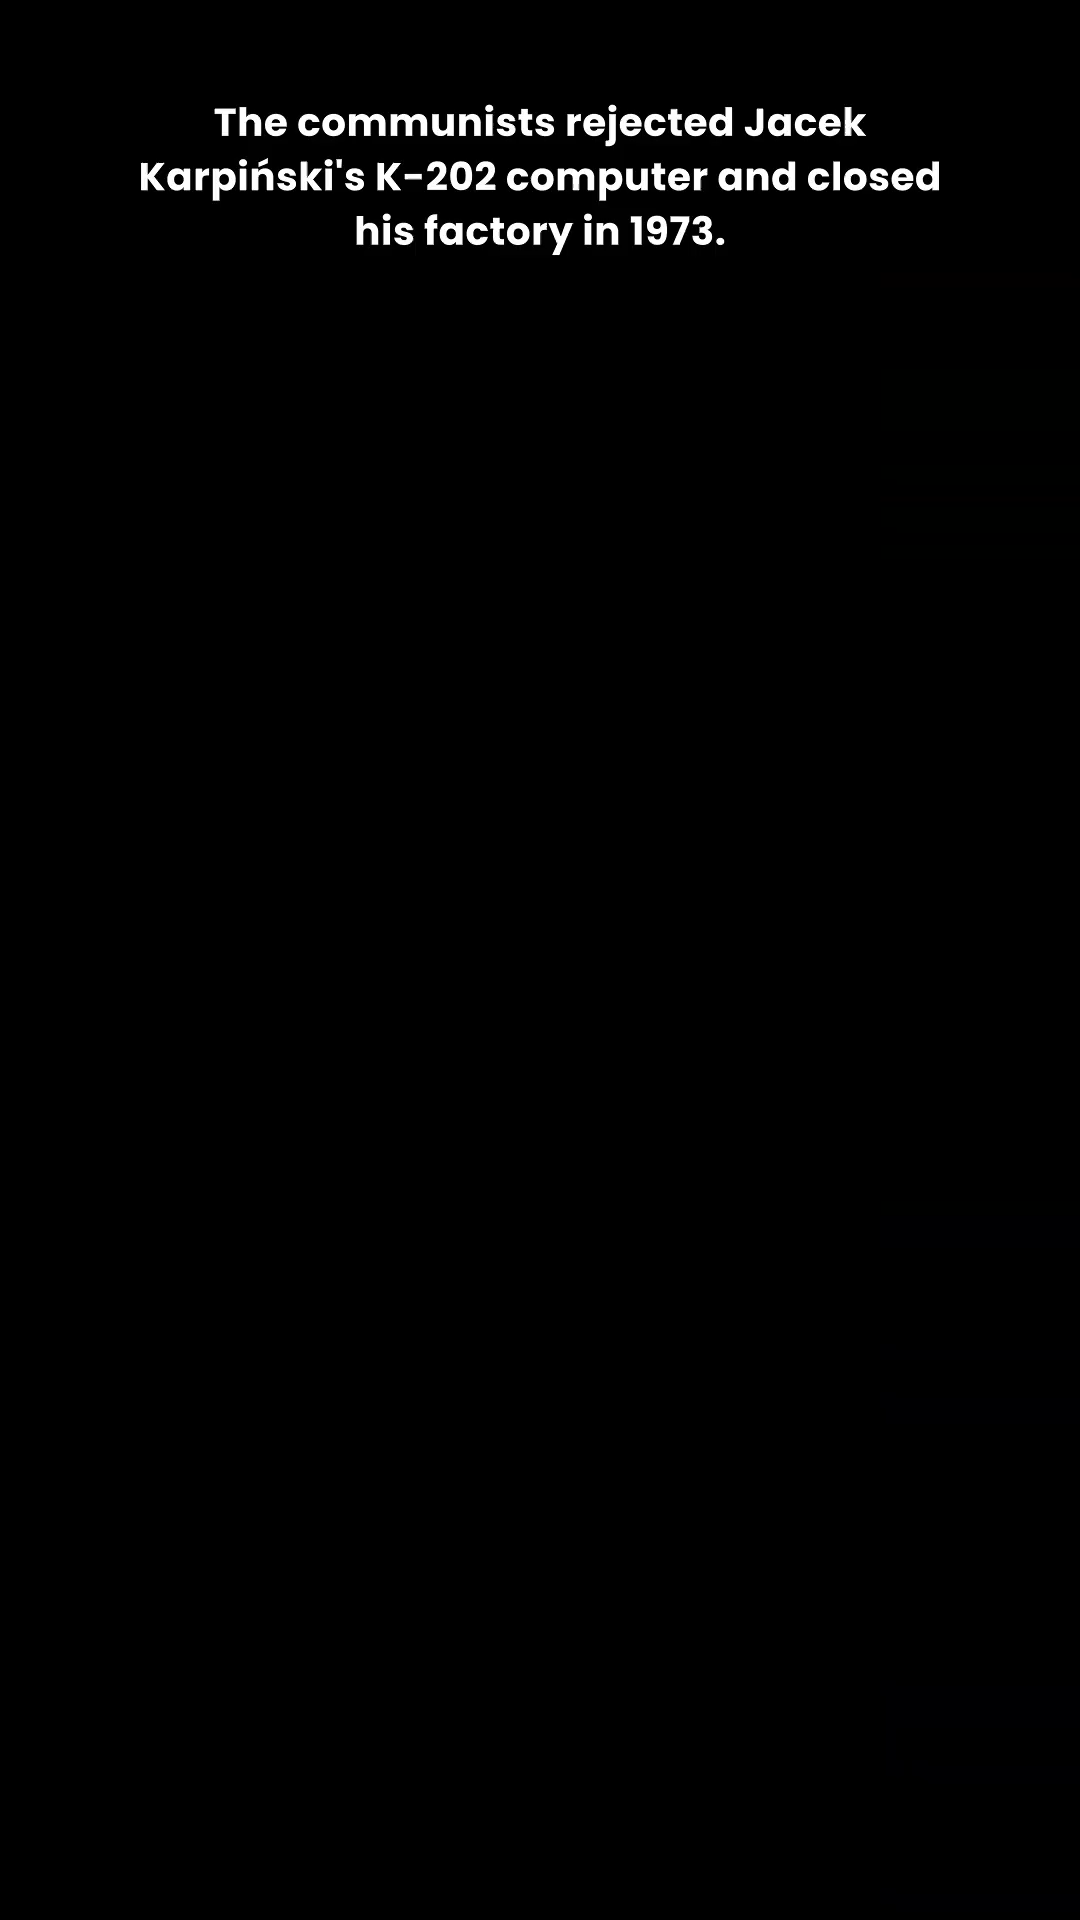 The communists rejected Jacek
Karpiński's K-202 computer and closed
his factory in 1973.